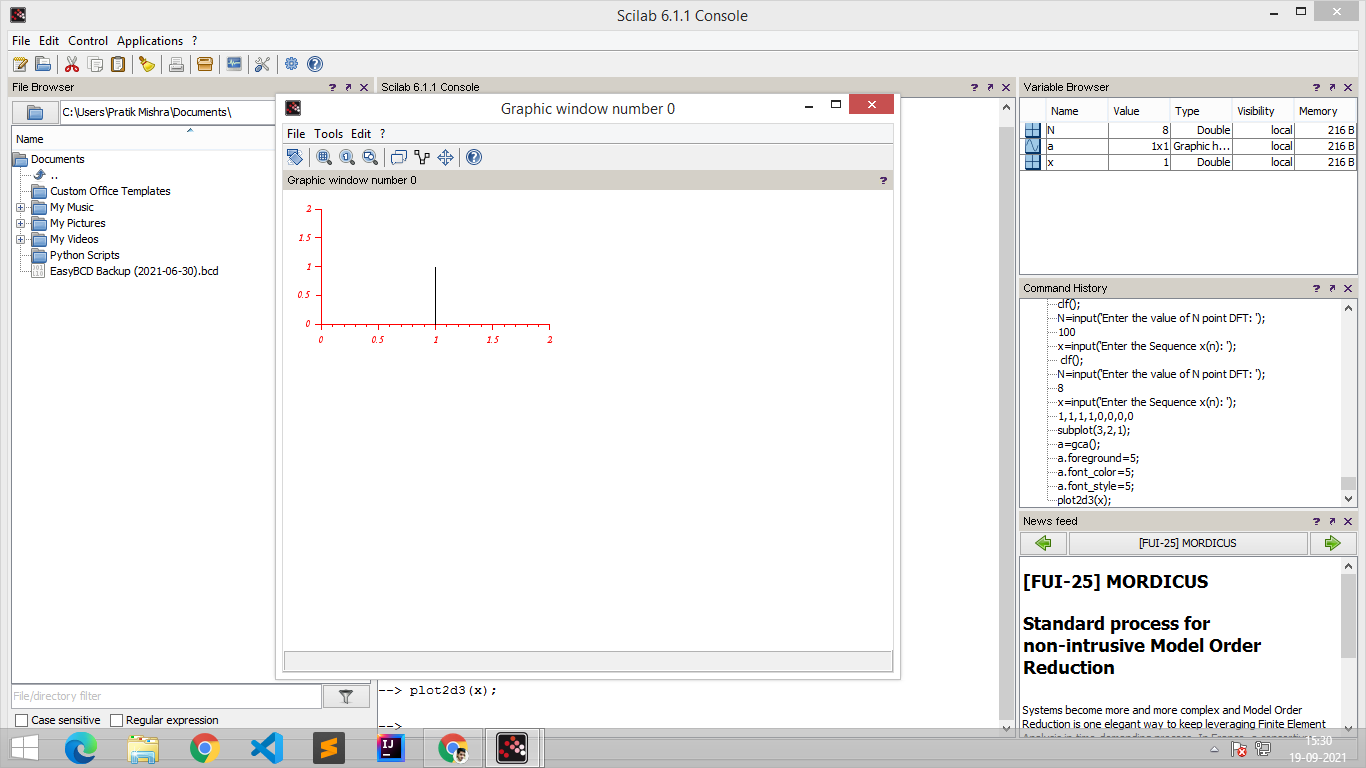 Scilab 6.1.1 Console
File Edit Control Applications ?
File Browser ? Scilab 6.1.1 Console ? Variable Browser ?
C:\Users\Pratik Mishra\Documents\
Name
Documents
..
Custom Office Templates
My Music
My Pictures
My Videos
Python Scripts
EasyBCD Backup (2021-06-30).bcd
File/directory filter
Case sensitive Regular expression
Graphic window number 0
File Tools Edit ?
Graphic window number 0 ?
2
1.5
1
0.5
0
0 0.5 1 1.5 2
--> plot2d3(x);
-->
Name Value Type Visibility Memory
N 8 Double local 216 B
a 1x1 Graphic h... local 216 B
x 1 Double local 216 B
Command History ?
clf();
N=input('Enter the value of N point DFT: ');
100
x=input('Enter the Sequence x(n): ');
clf();
N=input('Enter the value of N point DFT: ');
8
x=input('Enter the Sequence x(n): ');
1,1,1,1,0,0,0,0
subplot(3,2,1);
a=gca();
a.foreground=5;
a.font_color=5;
a.font_style=5;
plot2d3(x);
News feed ?
[FUI-25] MORDICUS
[FUI-25] MORDICUS
Standard process for
non-intrusive Model Order
Reduction
Systems become more and more complex and Model Order
Reduction is one elegant way to keep leveraging Finite Element
15:30
19-09-2021